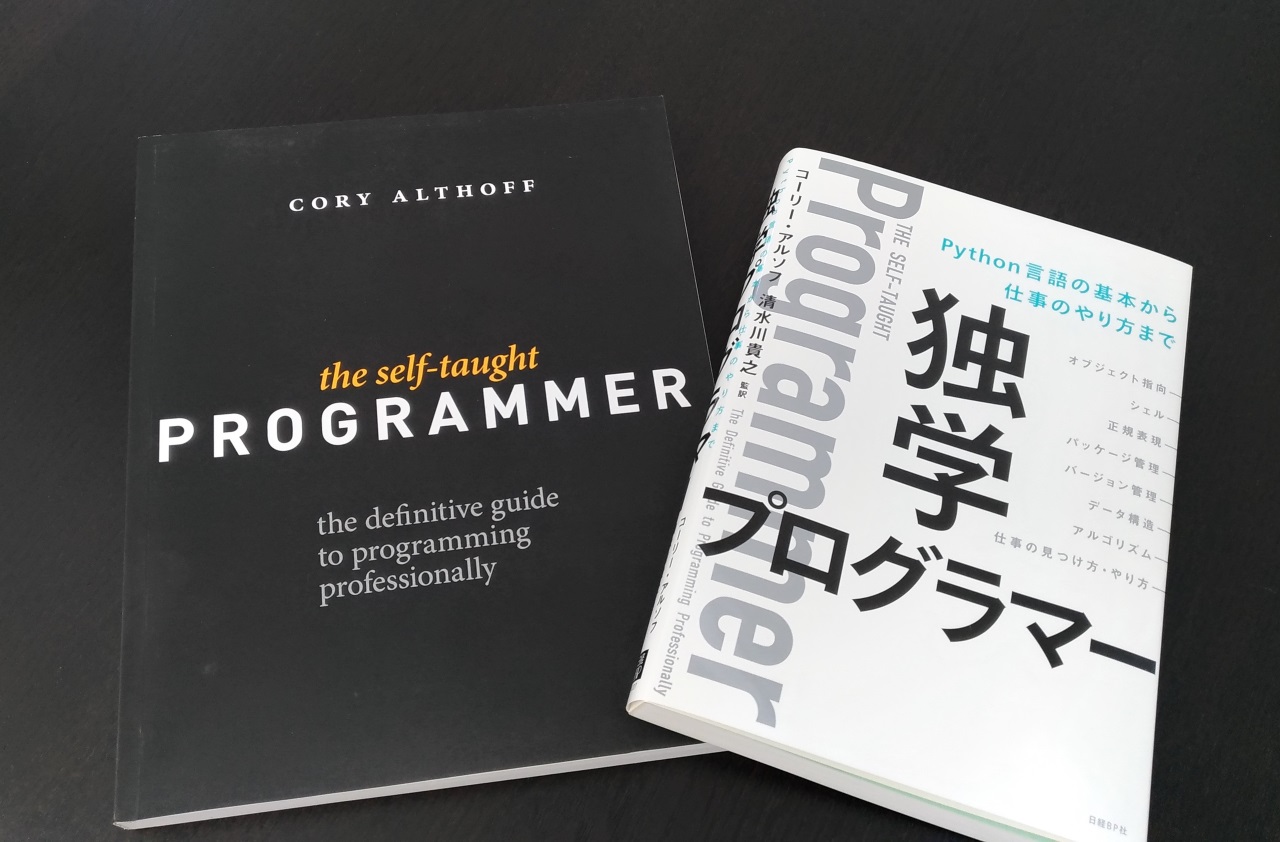 CORY ALTHOFF
the self-taught
PROGRAMMER
the definitive guide
to programming
professionally
Python言語の基本から
仕事のやり方まで
独学
プログラマー
THE SELF-TAUGHT
Programmer
The Definitive Guide to Programming Professionally
コーリー・アルソフ 清水川貴之 監訳
オブジェクト指向
シェル
正規表現
パッケージ管理
バージョン管理
データ構造
アルゴリズム
仕事の見つけ方・やり方
日経BP社
コーリー・アルソフ